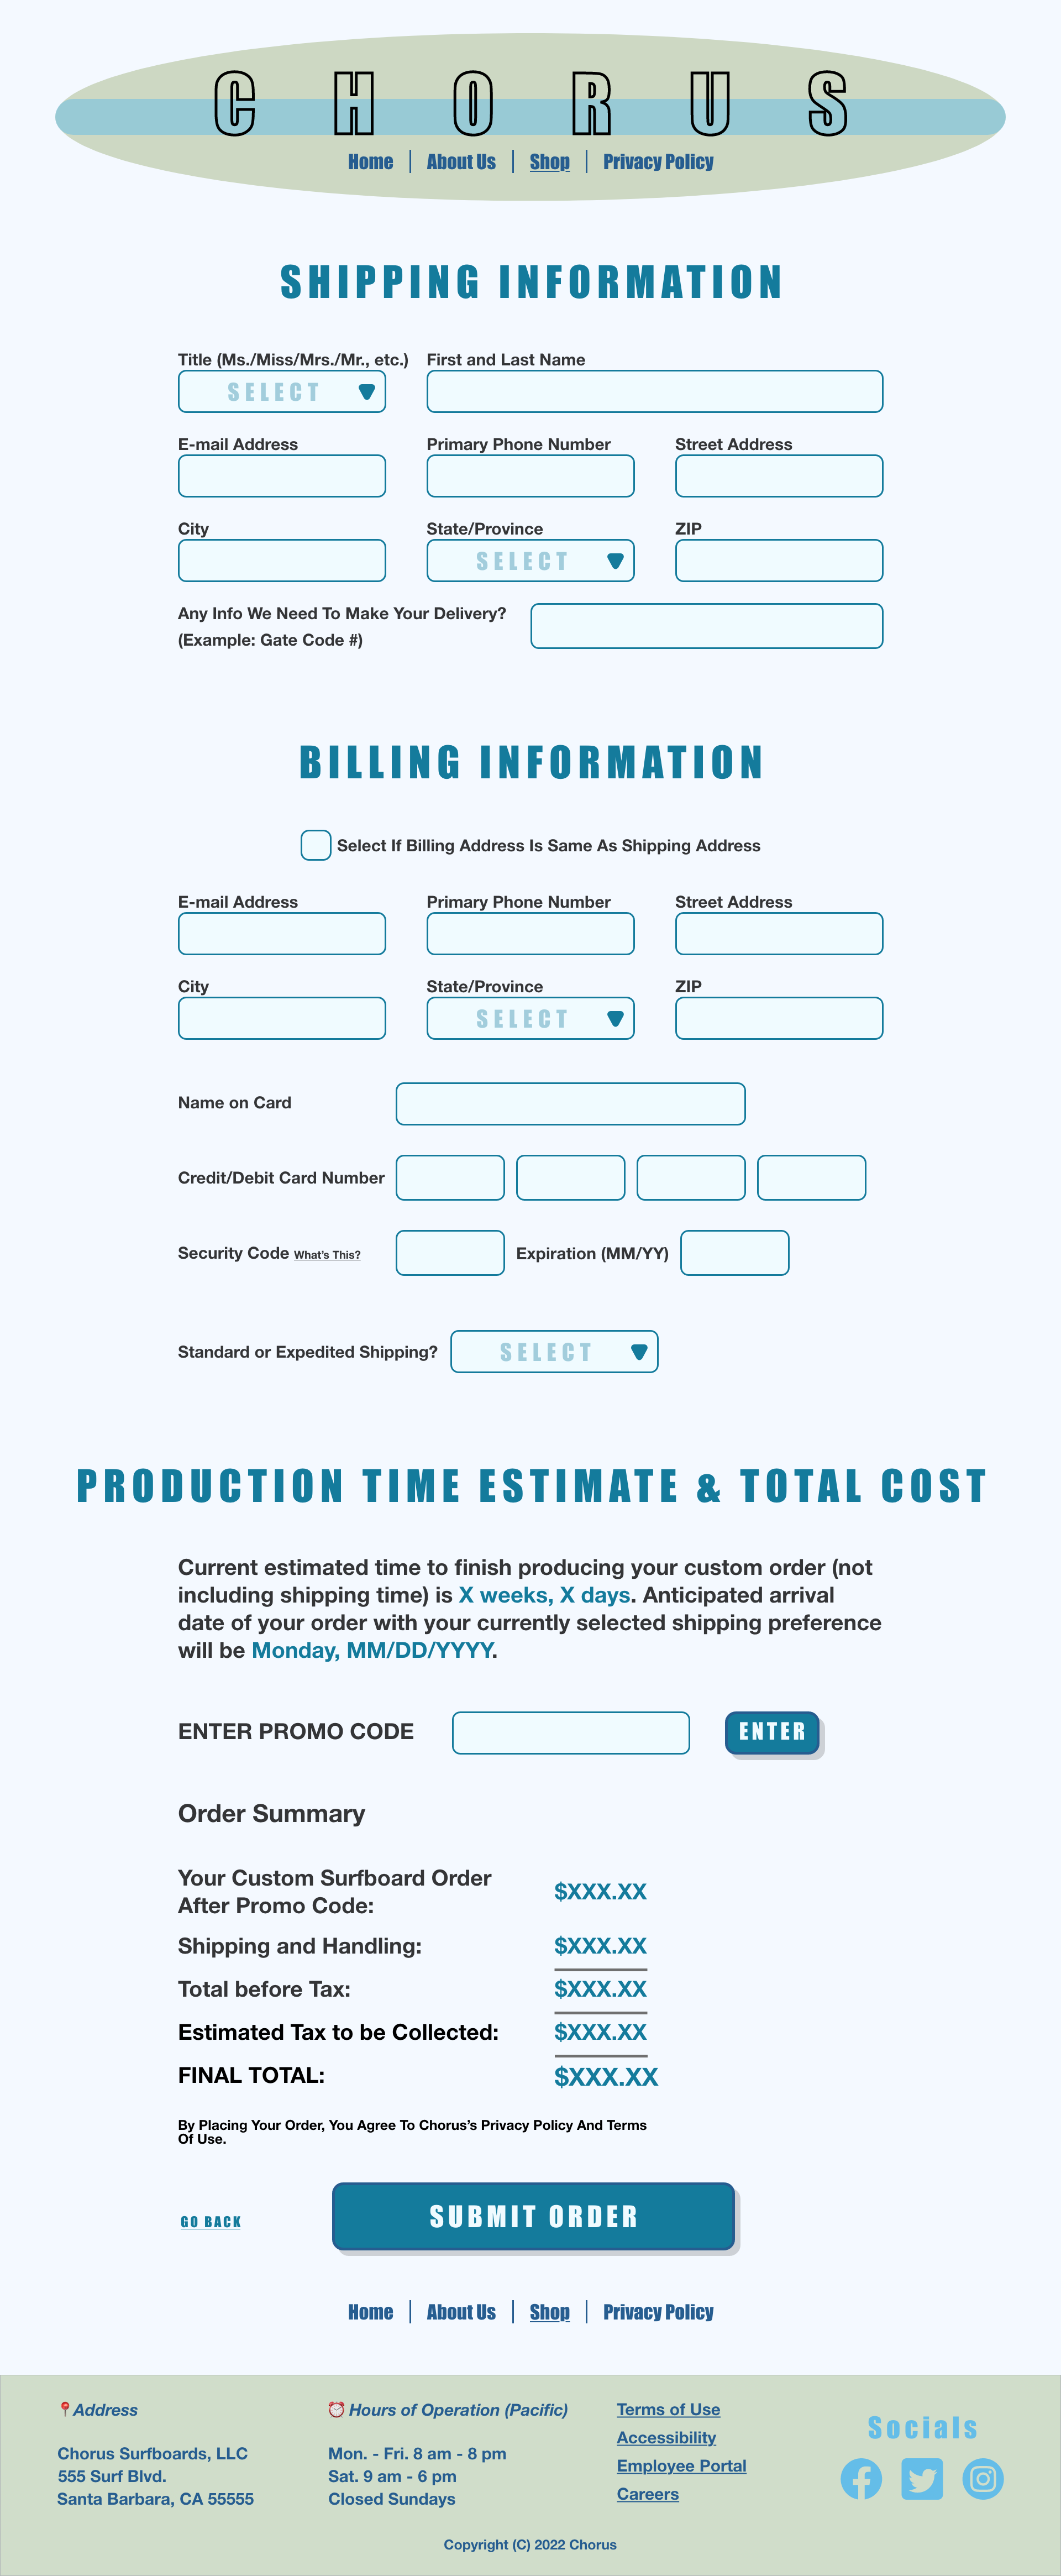 CHORUS
Home | About Us | Shop | Privacy Policy
SHIPPING INFORMATION
Title (Ms./Miss/Mrs./Mr., etc.) First and Last Name
SELECT
E-mail Address Primary Phone Number Street Address
City State/Province ZIP
SELECT
Any Info We Need To Make Your Delivery?
(Example: Gate Code #)
BILLING INFORMATION
Select If Billing Address Is Same As Shipping Address
E-mail Address Primary Phone Number Street Address
City State/Province ZIP
SELECT
Name on Card
Credit/Debit Card Number
Security Code What's This? Expiration (MM/YY)
Standard or Expedited Shipping? SELECT
PRODUCTION TIME ESTIMATE & TOTAL COST
Current estimated time to finish producing your custom order (not
including shipping time) is X weeks, X days. Anticipated arrival
date of your order with your currently selected shipping preference
will be Monday, MM/DD/YYYY.
ENTER PROMO CODE ENTER
Order Summary
Your Custom Surfboard Order
After Promo Code: $XXX.XX
Shipping and Handling: $XXX.XX
Total before Tax: $XXX.XX
Estimated Tax to be Collected: $XXX.XX
FINAL TOTAL: $XXX.XX
By Placing Your Order, You Agree To Chorus's Privacy Policy And Terms
Of Use.
GO BACK SUBMIT ORDER
Home | About Us | Shop | Privacy Policy
Address
Chorus Surfboards, LLC
555 Surf Blvd.
Santa Barbara, CA 55555
Hours of Operation (Pacific)
Mon. - Fri. 8 am - 8 pm
Sat. 9 am - 6 pm
Closed Sundays
Terms of Use
Accessibility
Employee Portal
Careers
Socials
Copyright (C) 2022 Chorus